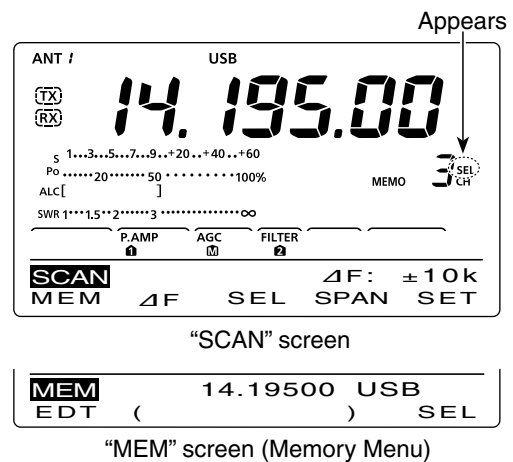 Appears
ANT 1 USB
TX
RX
14.195.00
S 1•••3•••5•••7•••9••+20••+40••+60
Po ••••••20•••••••50•••••••••100%
ALC[ ]
MEMO 3 SEL CH
SWR 1•••1.5••2••••••3••••••••••••••∞
P.AMP AGC FILTER
1 M 2
SCAN ⊿F: ±10k
MEM ⊿F SEL SPAN SET
“SCAN” screen
MEM 14.19500 USB
EDT ( ) SEL
“MEM” screen (Memory Menu)